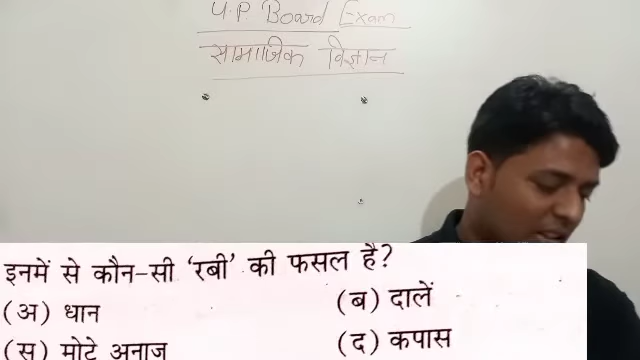 U.P. Board Exam
सामाजिक विज्ञान
इनमें से कौन-सी 'रबी' की फसल है?
(अ) धान (ब) दालें
(स) मोटे अनाज (द) कपास